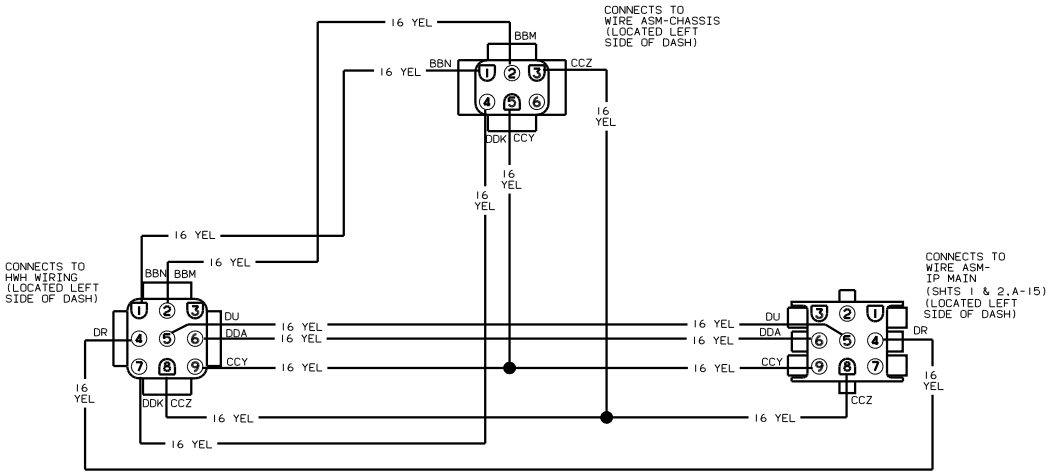 CONNECTS TO
WIRE ASM-CHASSIS
(LOCATED LEFT
SIDE OF DASH)
16 YEL
BBM
16 YEL
BBN
CCZ
1 2 3
4 5 6
DDK CCY
16
YEL
16
YEL
16
YEL
16 YEL
16 YEL
CONNECTS TO
HWH WIRING
(LOCATED LEFT
SIDE OF DASH)
BBN BBM
1 2 3
4 5 6
7 8 9
DR
DU
DDA
CCY
DDK CCZ
16
YEL
16 YEL
16 YEL
16 YEL
16 YEL
16 YEL
16 YEL
16 YEL
16 YEL
16 YEL
CONNECTS TO
WIRE ASM-
IP MAIN
(SHTS 1 & 2,A-15)
(LOCATED LEFT
SIDE OF DASH)
DU
DDA
CCY
3 2 1
6 5 4
9 8 7
DR
CCZ
16
YEL